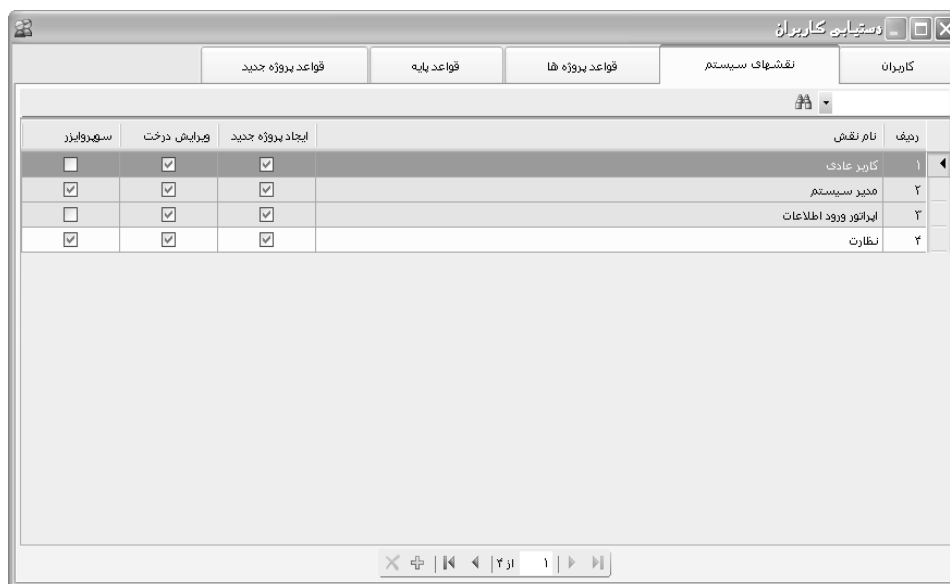 دستیابی کاربران
کاربران نقشهای سیستم قواعد پروژه ها قواعد پایه قواعد پروژه جدید
ردیف نام نقش ایجاد پروژه جدید ویرایش درخت سوپروایزر
۱ کاربر عادی
۲ مدیر سیستم
۳ اپراتور ورود اطلاعات
۴ نظارت
۱ از ۴